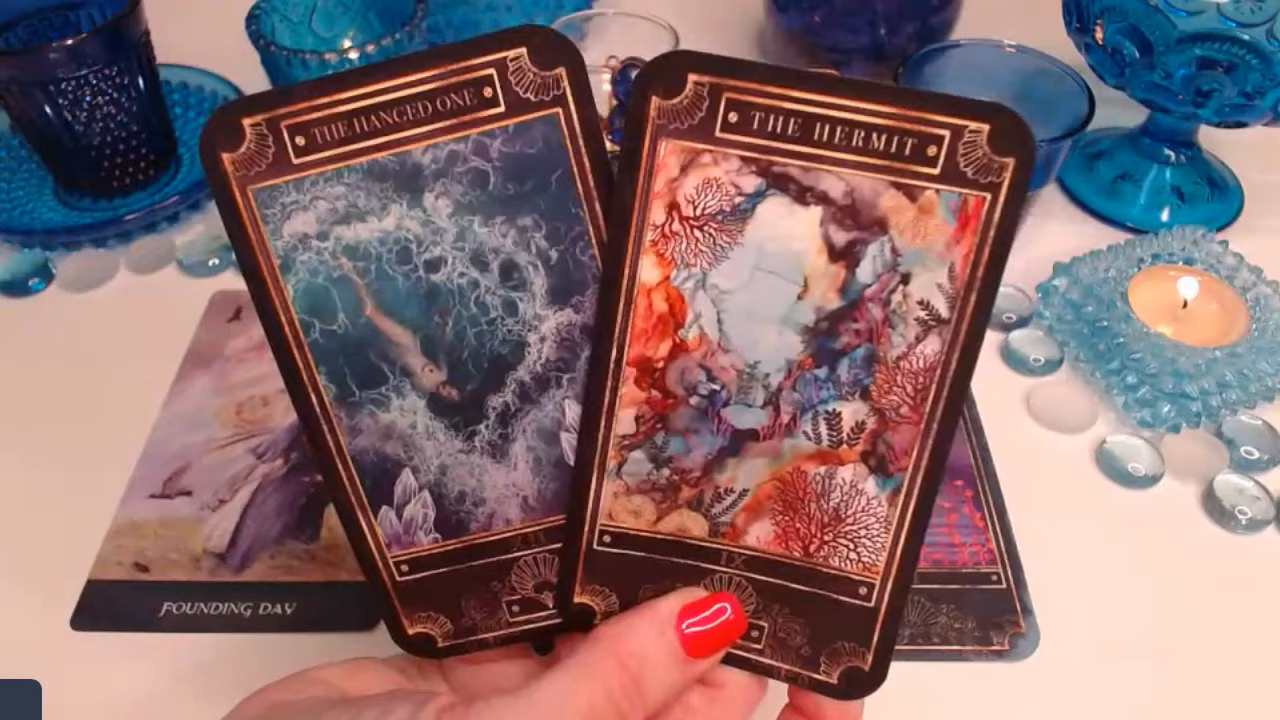 THE HANGED ONE
THE HERMIT
IX
FOUNDING DAY